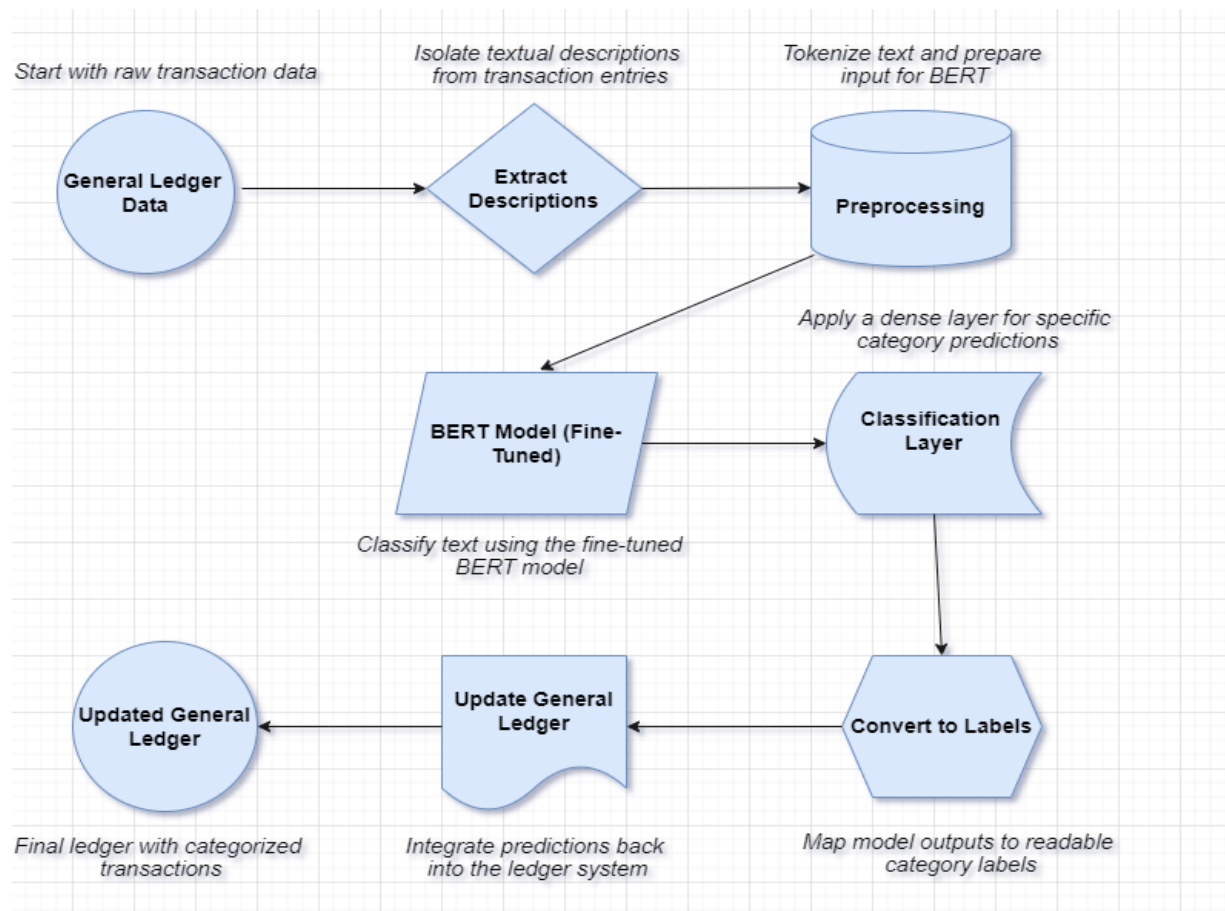 Start with raw transaction data
Isolate textual descriptions
from transaction entries
Tokenize text and prepare
input for BERT
General Ledger
Data
Extract
Descriptions
Preprocessing
Apply a dense layer for specific
category predictions
BERT Model (Fine-
Tuned)
Classification
Layer
Classify text using the fine-tuned
BERT model
Updated General
Ledger
Update General
Ledger
Convert to Labels
Final ledger with categorized
transactions
Integrate predictions back
into the ledger system
Map model outputs to readable
category labels